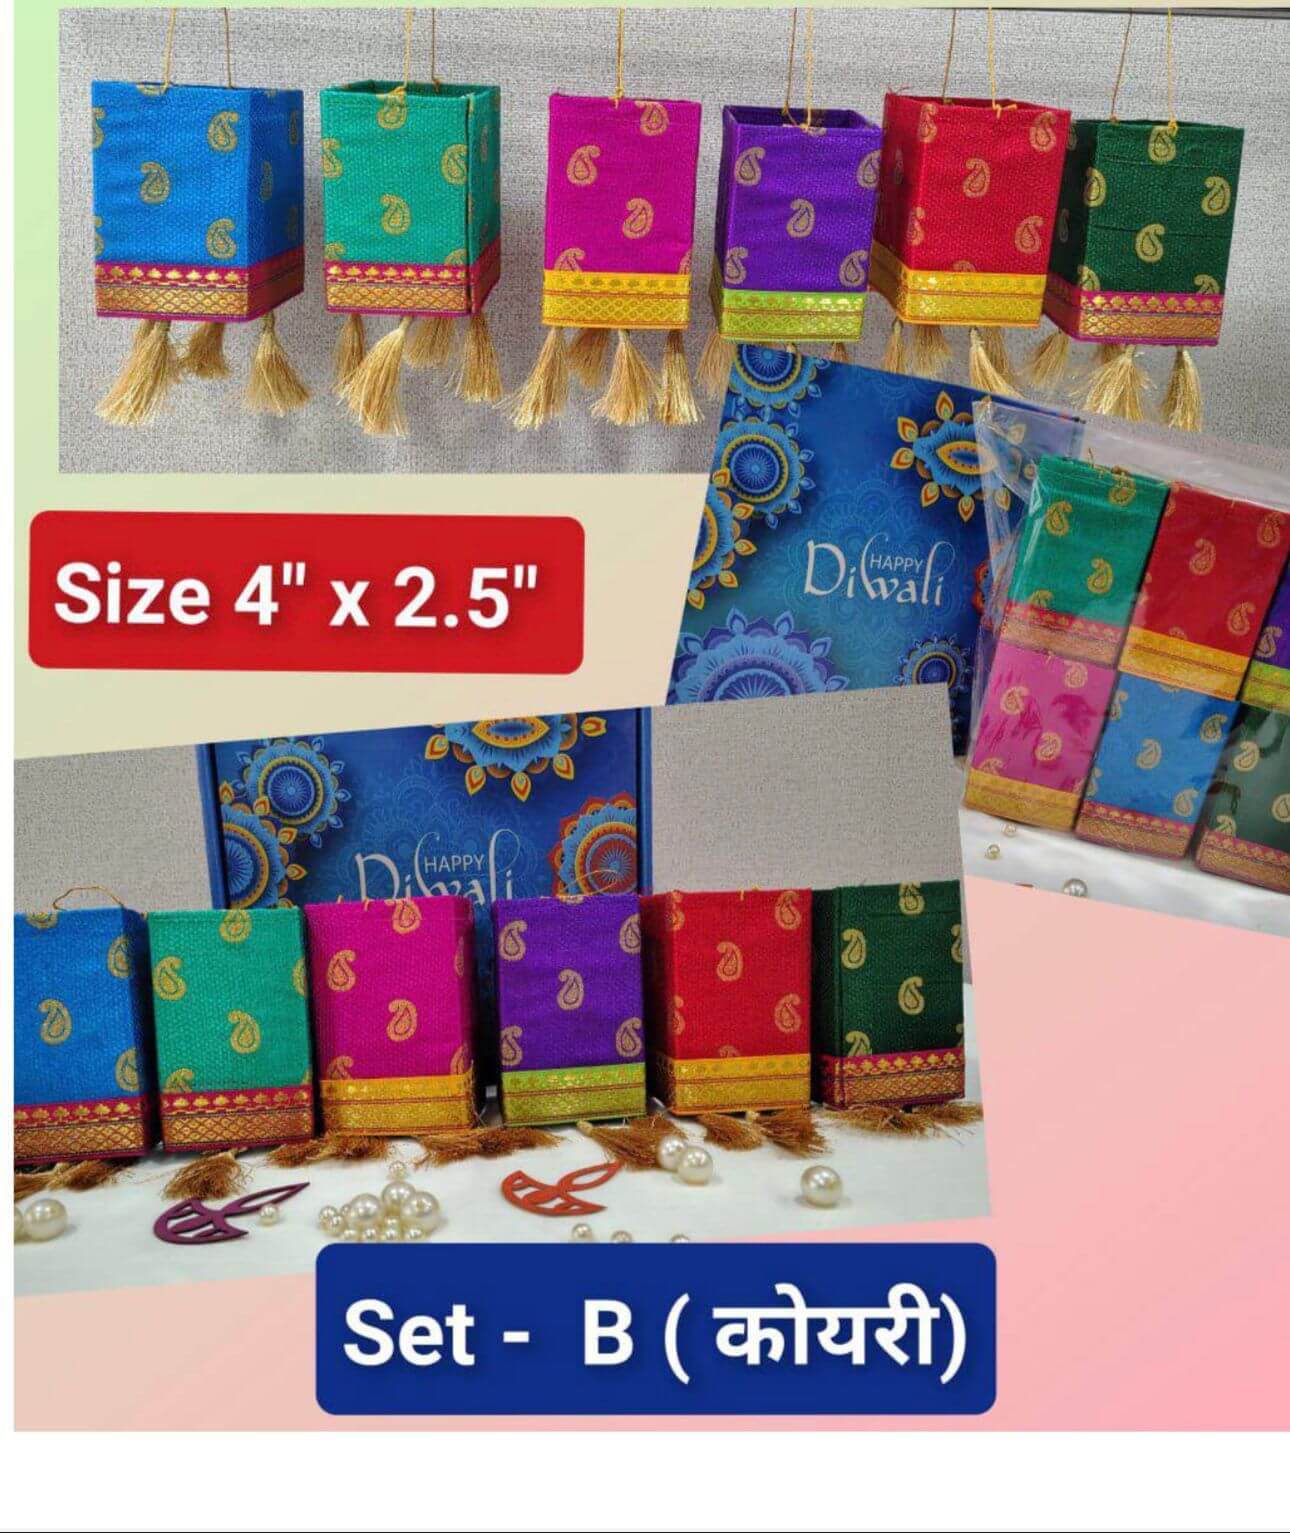 Size 4" x 2.5"
HAPPY
Diwali
HAPPY
Diwali
Set - B ( कोयरी)